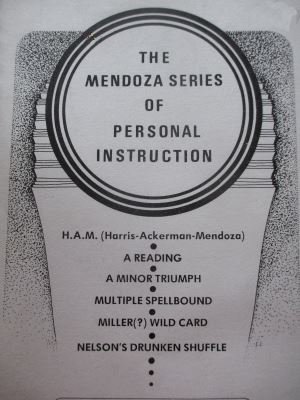 THE
MENDOZA SERIES
OF
PERSONAL
INSTRUCTION
H.A.M. (Harris-Ackerman-Mendoza)
A READING
A MINOR TRIUMPH
MULTIPLE SPELLBOUND
MILLER(?) WILD CARD
NELSON'S DRUNKEN SHUFFLE